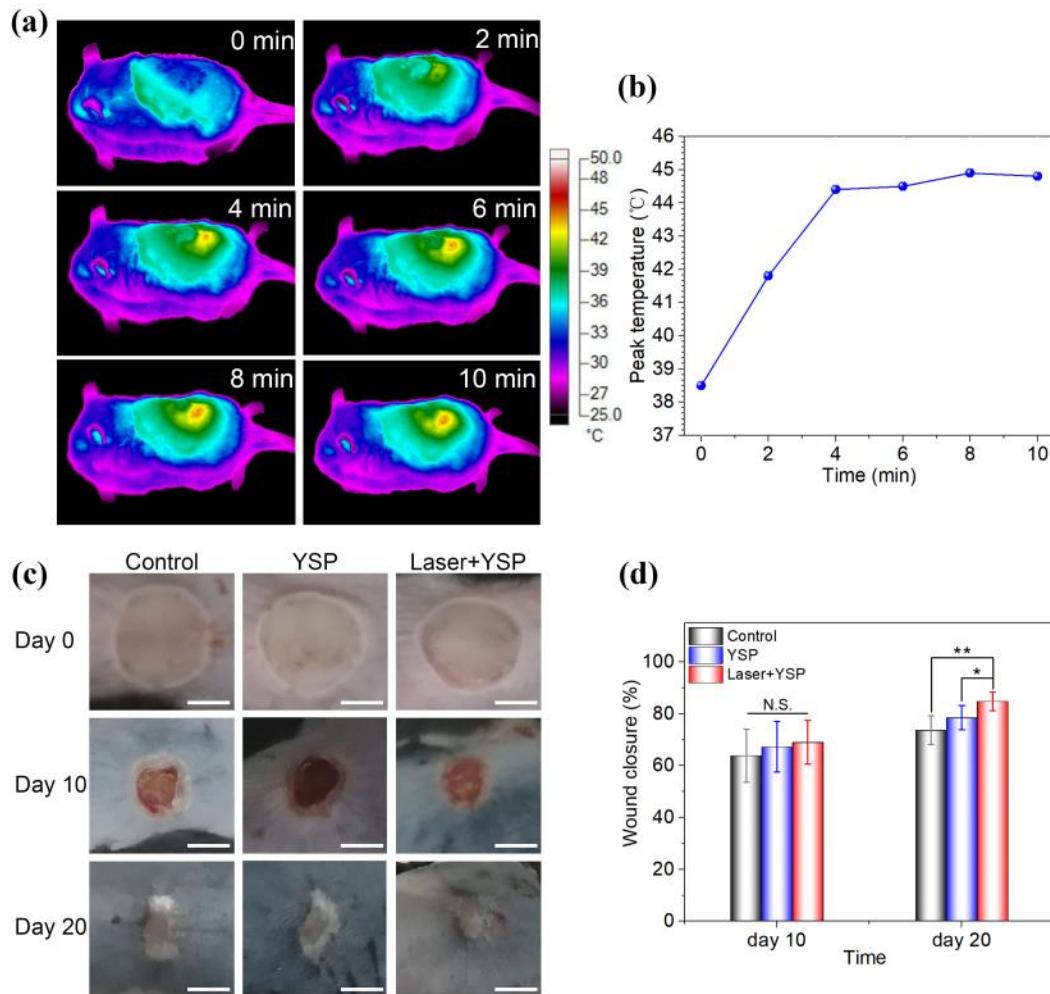 (a)
0 min
2 min
4 min
6 min
8 min
10 min
50.0
48
45
42
39
36
33
30
27
25.0
°C
(b)
46
45
44
43
42
41
40
39
38
37
Peak temperature (℃)
0 2 4 6 8 10
Time (min)
(c)
Control YSP Laser+YSP
Day 0
Day 10
Day 20
(d)
Control
YSP
Laser+YSP
N.S.
**
*
100
80
60
40
20
0
Wound closure (%)
day 10 day 20
Time